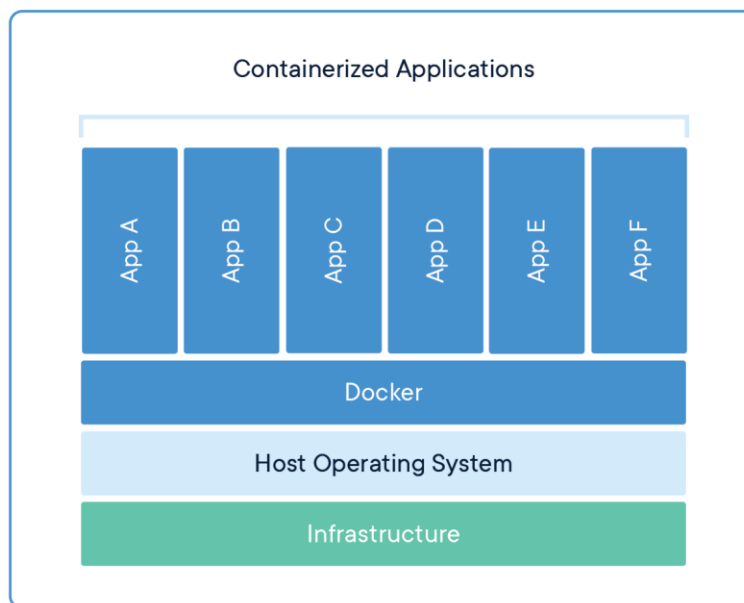 Containerized Applications
App A
App B
App C
App D
App E
App F
Docker
Host Operating System
Infrastructure